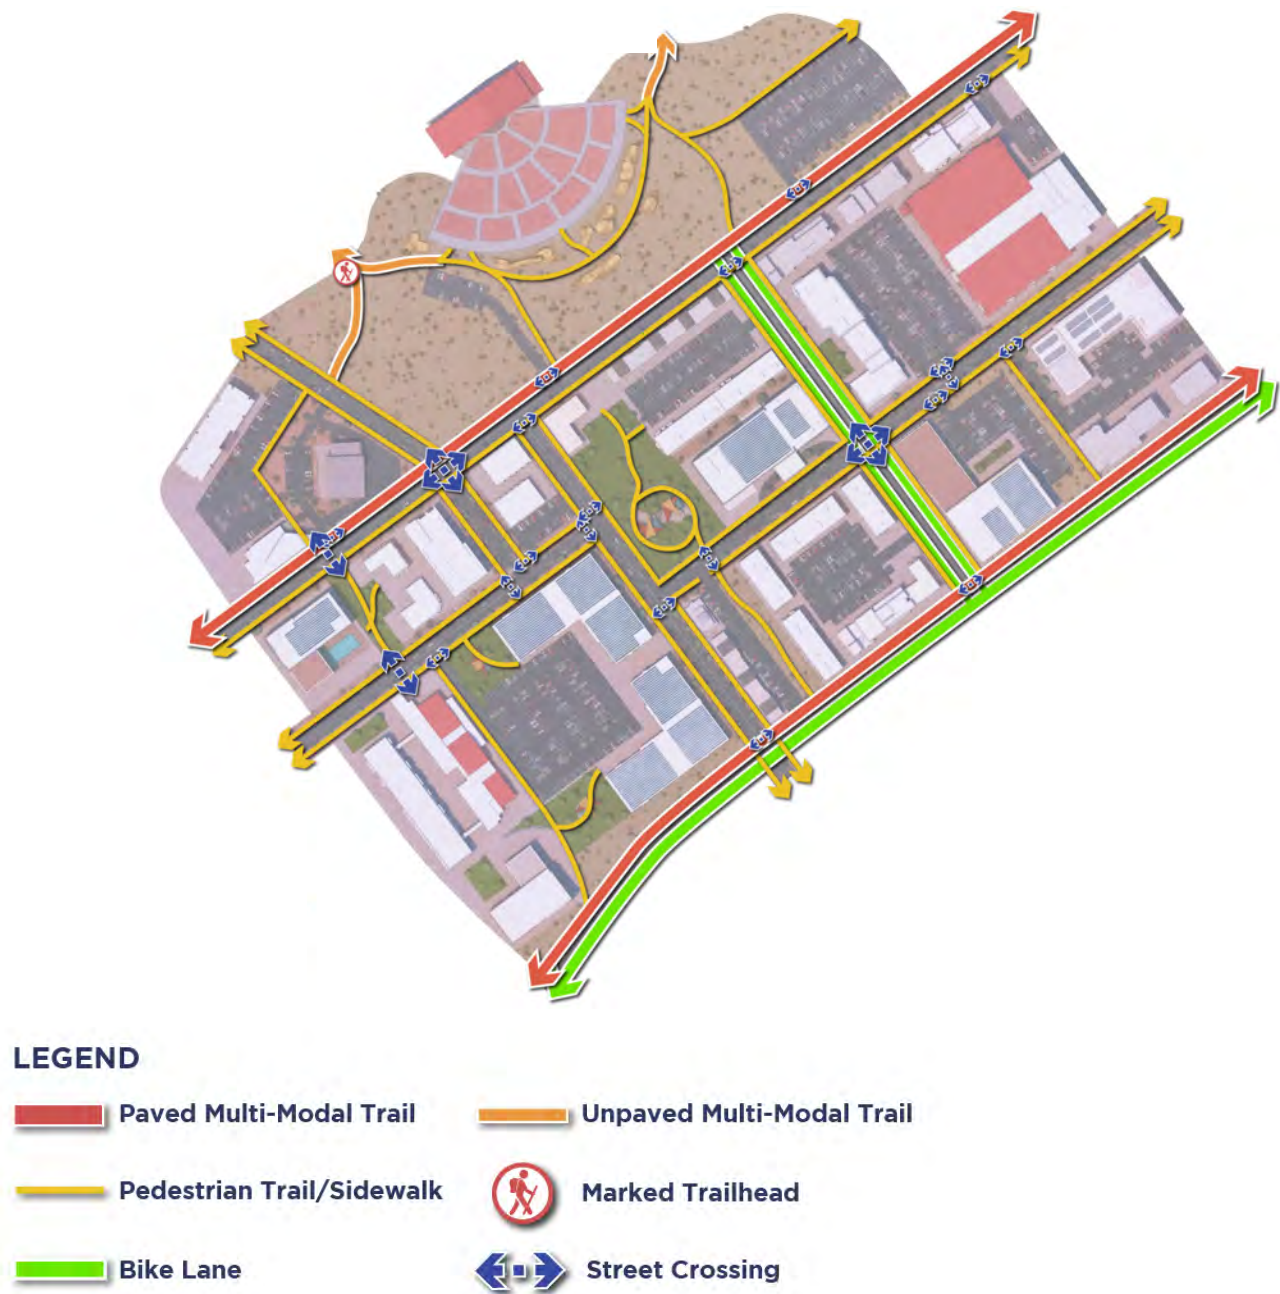 LEGEND
Paved Multi-Modal Trail
Unpaved Multi-Modal Trail
Pedestrian Trail/Sidewalk
Marked Trailhead
Bike Lane
Street Crossing